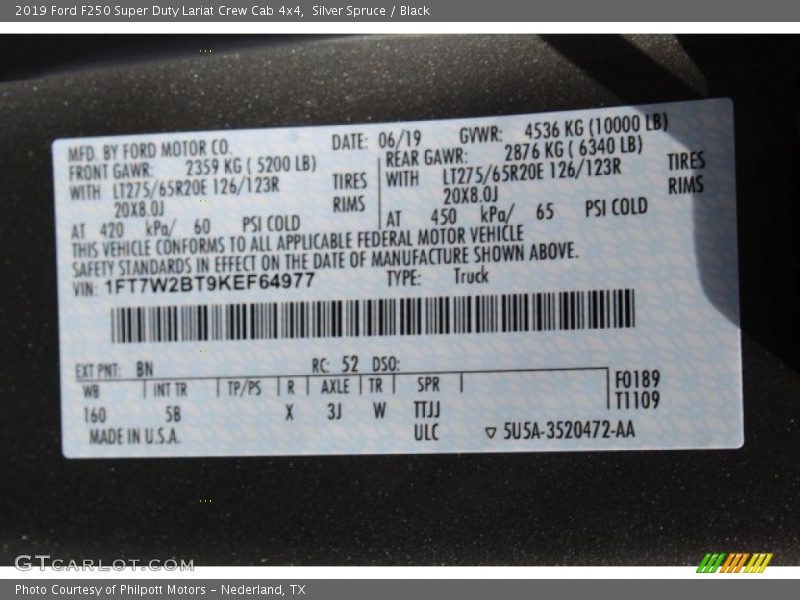 2019 Ford F250 Super Duty Lariat Crew Cab 4x4, Silver Spruce / Black
MFD. BY FORD MOTOR CO. DATE: 06/19 GVWR: 4536 KG (10000 LB)
FRONT GAWR: 2359 KG ( 5200 LB) REAR GAWR: 2876 KG ( 6340 LB)
WITH LT275/65R20E 126/123R TIRES WITH LT275/65R20E 126/123R TIRES
20X8.0J RIMS 20X8.0J RIMS
AT 420 kPa/ 60 PSI COLD AT 450 kPa/ 65 PSI COLD
THIS VEHICLE CONFORMS TO ALL APPLICABLE FEDERAL MOTOR VEHICLE
SAFETY STANDARDS IN EFFECT ON THE DATE OF MANUFACTURE SHOWN ABOVE.
VIN: 1FT7W2BT9KEF64977 TYPE: Truck
EXT PNT: BN RC: 52 DSO:
WB INT TR TP/PS R AXLE TR SPR F0189
160 5B X 3J W TTJJ T1109
MADE IN U.S.A. ULC ▽ 5U5A-3520472-AA
GTCARLOT.COM
Photo Courtesy of Philpott Motors - Nederland, TX